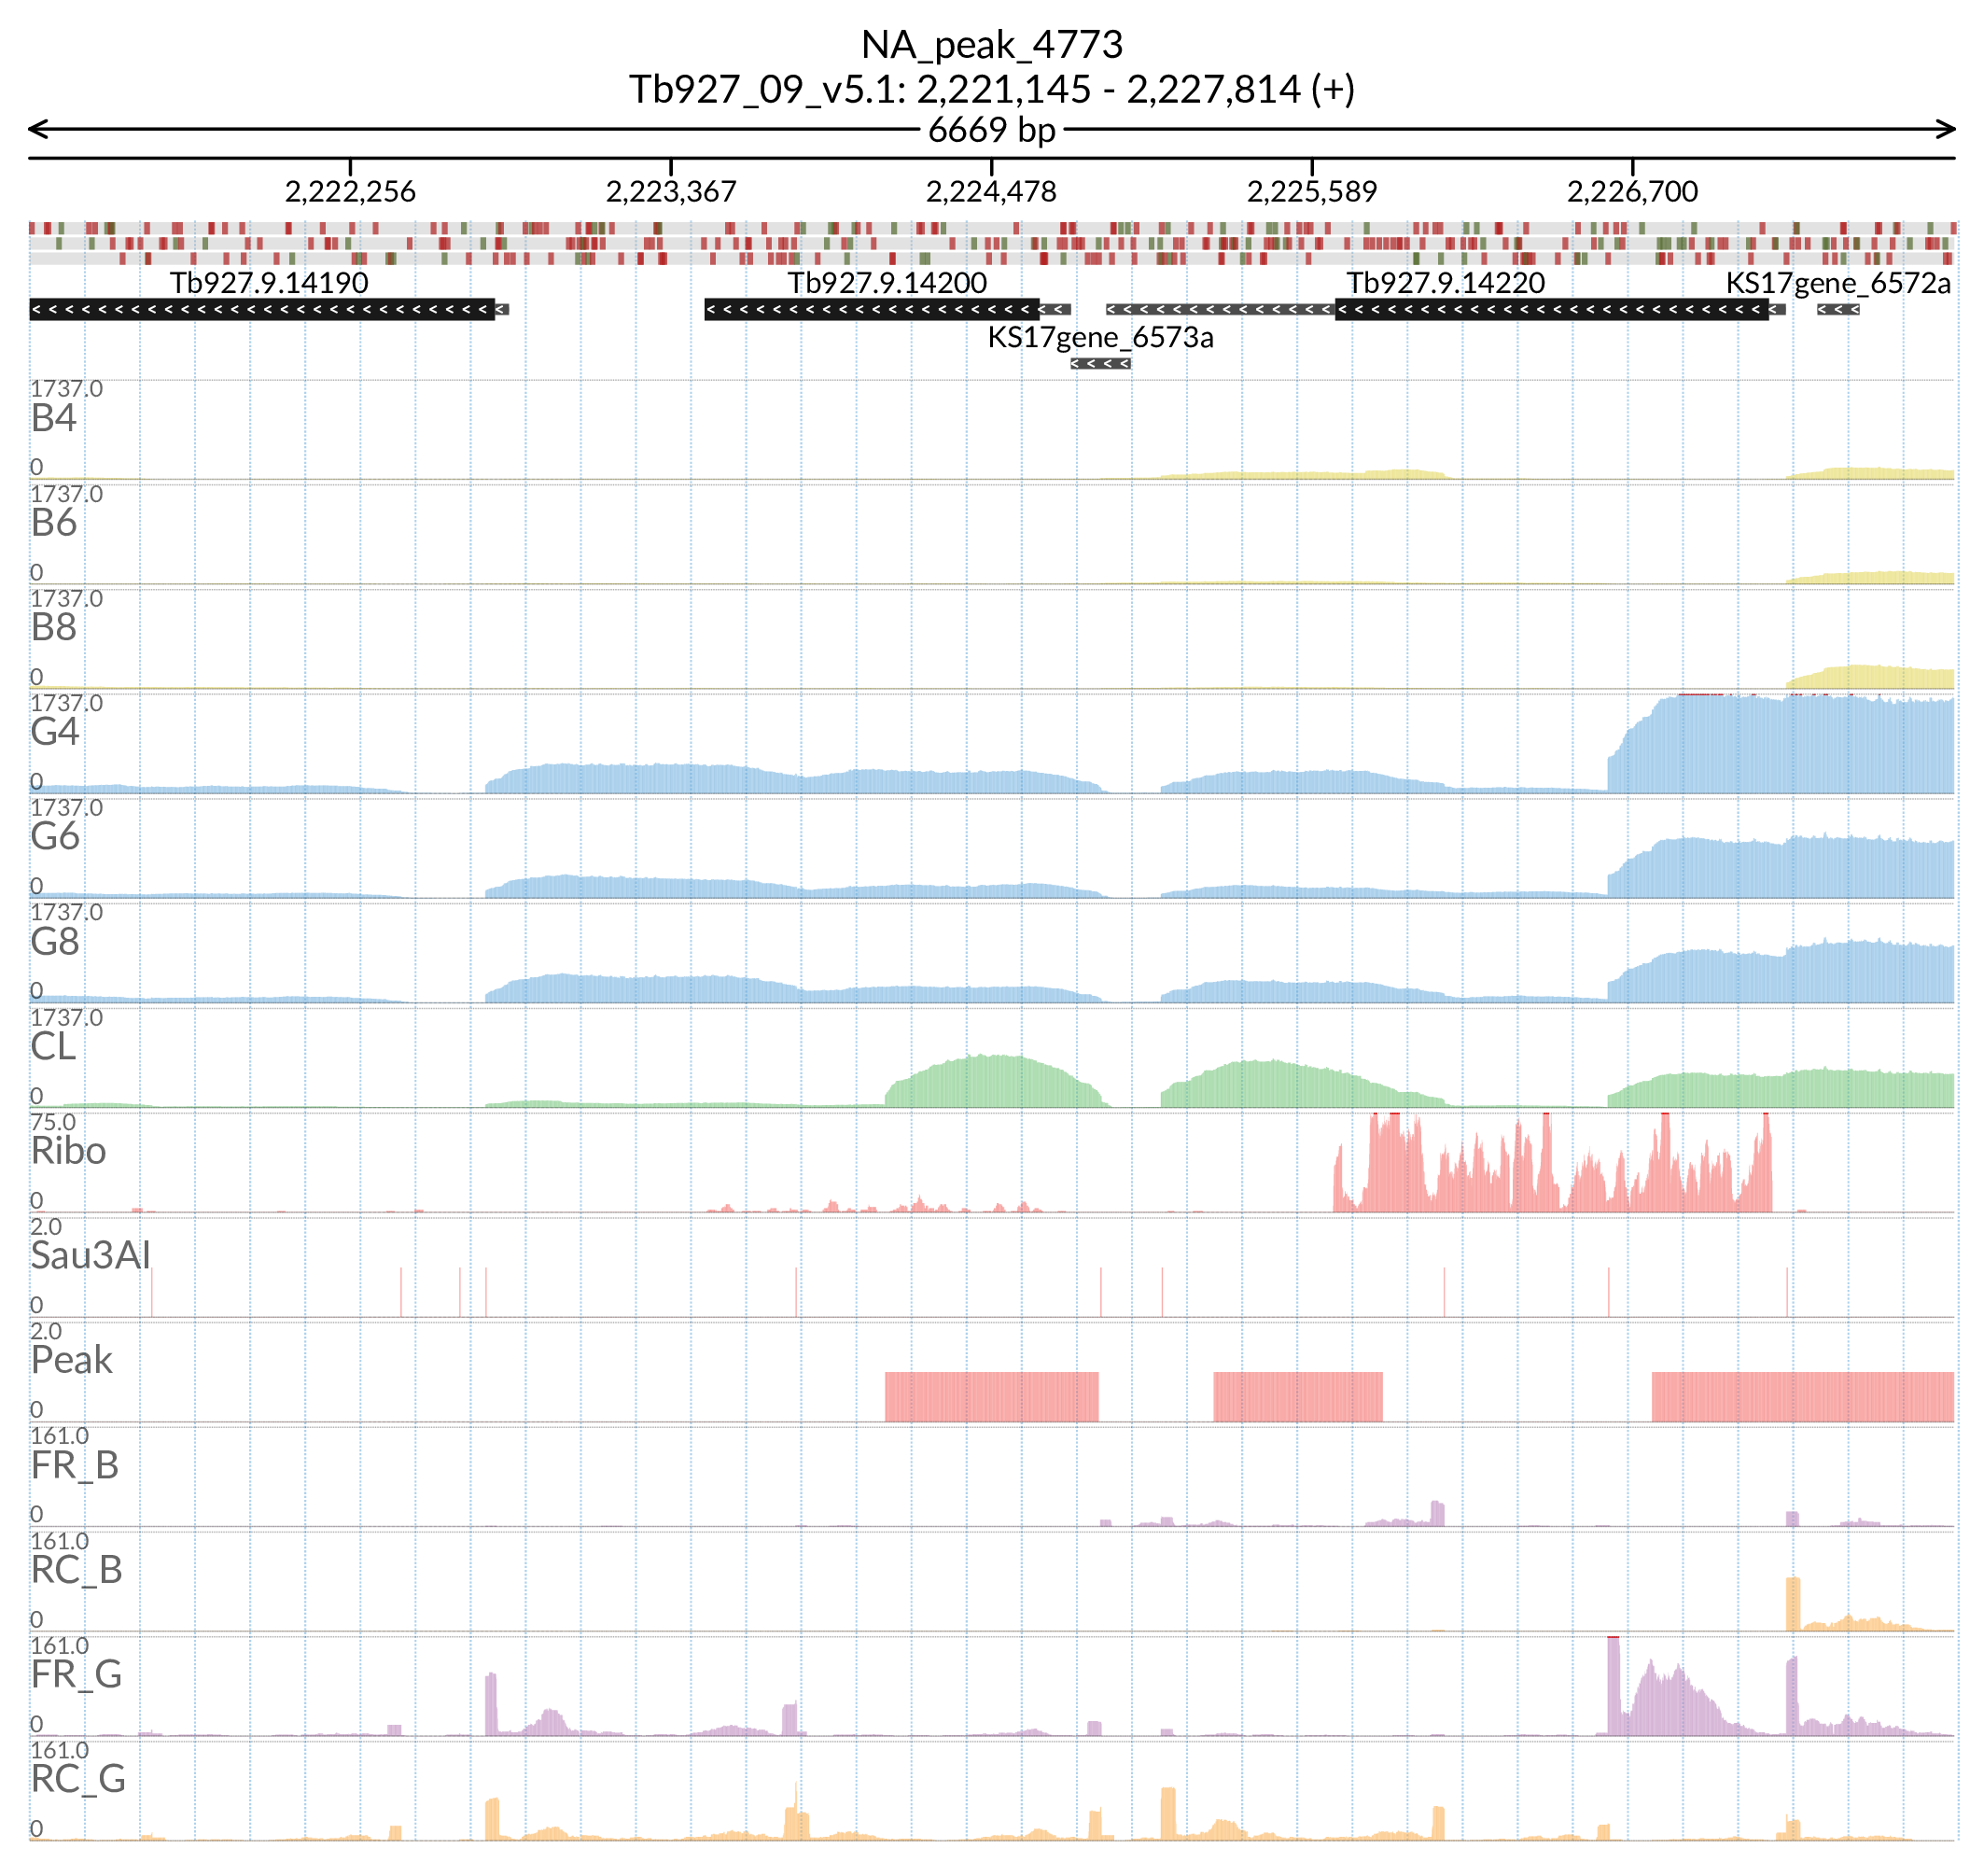 NA_peak_4773
Tb927_09_v5.1: 2,221,145 - 2,227,814 (+)
6669 bp
2,222,256 2,223,367 2,224,478 2,225,589 2,226,700
Tb927.9.14190 Tb927.9.14200 Tb927.9.14220 KS17gene_6572a
KS17gene_6573a
1737.0
B4
0
1737.0
B6
0
1737.0
B8
0
1737.0
G4
0
1737.0
G6
0
1737.0
G8
0
1737.0
CL
0
75.0
Ribo
0
2.0
Sau3AI
0
2.0
Peak
0
161.0
FR_B
0
161.0
RC_B
0
161.0
FR_G
0
161.0
RC_G
0